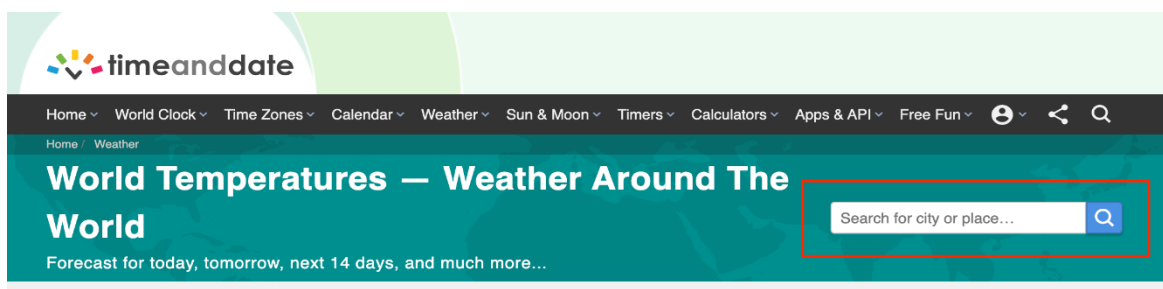 timeanddate
Home World Clock Time Zones Calendar Weather Sun & Moon Timers Calculators Apps & API Free Fun
Home / Weather
World Temperatures — Weather Around The
World
Search for city or place...
Forecast for today, tomorrow, next 14 days, and much more...